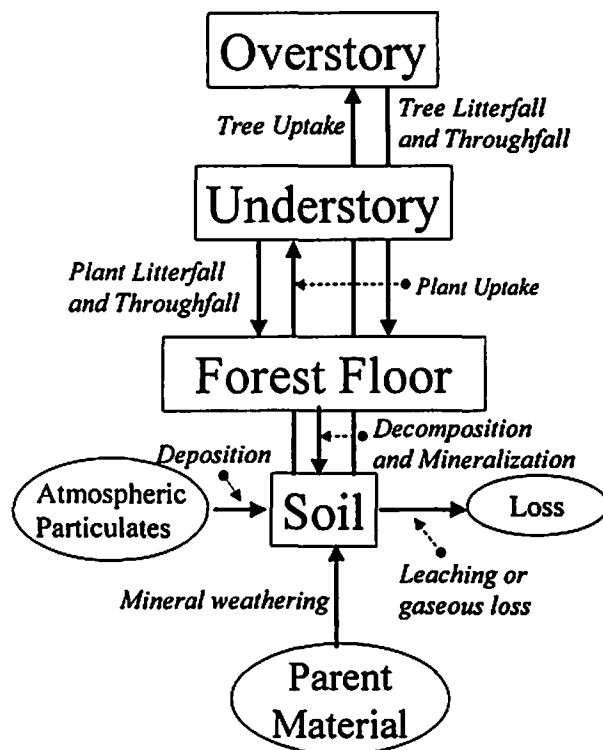 Overstory
Tree Uptake
Tree Litterfall
and Throughfall
Understory
Plant Litterfall
and Throughfall
Plant Uptake
Forest Floor
Decomposition
and Mineralization
Deposition
Atmospheric
Particulates
Soil
Loss
Leaching or
gaseous loss
Mineral weathering
Parent
Material